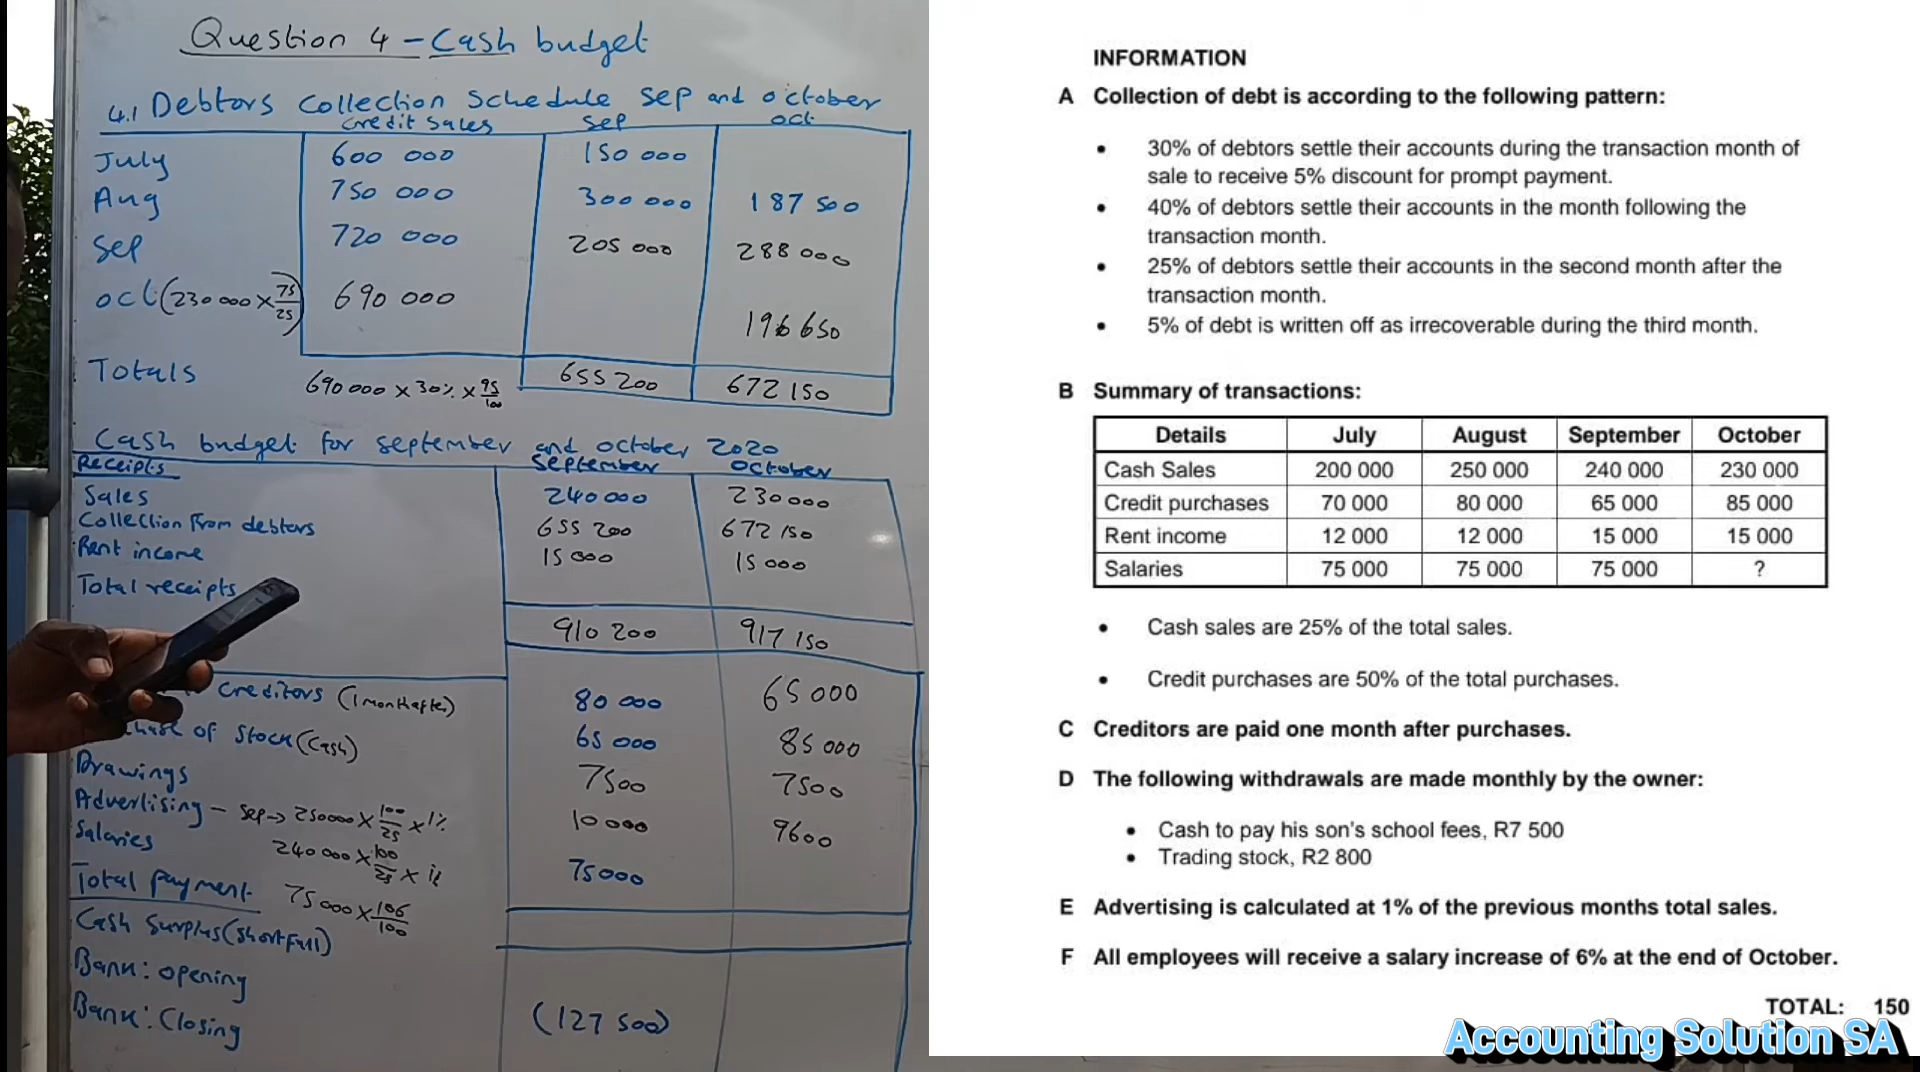 Question 4 - Cash budget
4.1 Debtors Collection Schedule Sep and october
Credit Sales Sep oct
July 600 000 150 000
Aug 750 000 300 000 187 500
Sep 720 000 205 000 288 000
oct (230 000 × 75/25) 690 000 196 650
Totals 655 200 672 150
690 000 × 30% × 95/100
Cash budget for september and october 2020
Receipts September October
Sales 240 000 230 000
Collection from debtors 655 200 672 150
Rent income 15 000 15 000
Total receipts
910 200 917 150
Creditors (1 month after) 80 000 65 000
of Stock (Cash) 65 000 85 000
Drawings 7500 7500
Advertising - Sep → 250000 × 100/25 × 1% 10 000 9600
240 000 × 100/25 × 1%
Salaries 75000
75 000 × 106/100
Total payment
Cash Surplus (shortfall)
Bank: opening
Bank: Closing (127 500)
INFORMATION
A Collection of debt is according to the following pattern:
• 30% of debtors settle their accounts during the transaction month of
sale to receive 5% discount for prompt payment.
• 40% of debtors settle their accounts in the month following the
transaction month.
• 25% of debtors settle their accounts in the second month after the
transaction month.
• 5% of debt is written off as irrecoverable during the third month.
B Summary of transactions:
Details July August September October
Cash Sales 200 000 250 000 240 000 230 000
Credit purchases 70 000 80 000 65 000 85 000
Rent income 12 000 12 000 15 000 15 000
Salaries 75 000 75 000 75 000 ?
• Cash sales are 25% of the total sales.
• Credit purchases are 50% of the total purchases.
C Creditors are paid one month after purchases.
D The following withdrawals are made monthly by the owner:
• Cash to pay his son's school fees, R7 500
• Trading stock, R2 800
E Advertising is calculated at 1% of the previous months total sales.
F All employees will receive a salary increase of 6% at the end of October.
TOTAL: 150
Accounting Solution SA